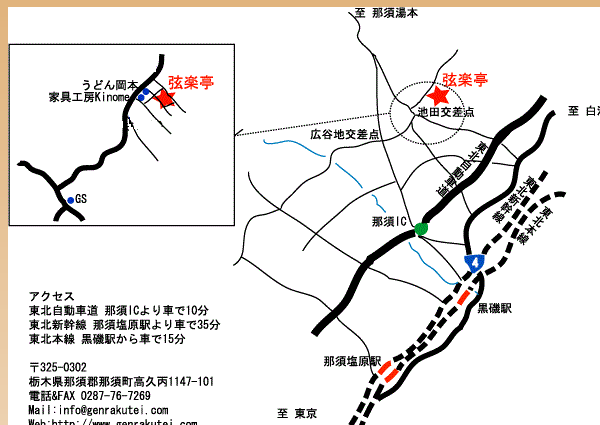 至 那須湯本
うどん岡本
弦楽亭
家具工房Kinome
弦楽亭
池田交差点
至 白
広谷地交差点
東北自動車道
東北新幹線
東北本線
GS
那須IC
4
黒磯駅
那須塩原駅
至 東京
アクセス
東北自動車道 那須ICより車で10分
東北新幹線 那須塩原駅より車で35分
東北本線 黒磯駅から車で15分
〒325-0302
栃木県那須郡那須町高久丙1147-101
電話&FAX 0287-76-7269
Mail:info@genrakutei.com
Web:http://www.genrakutei.com